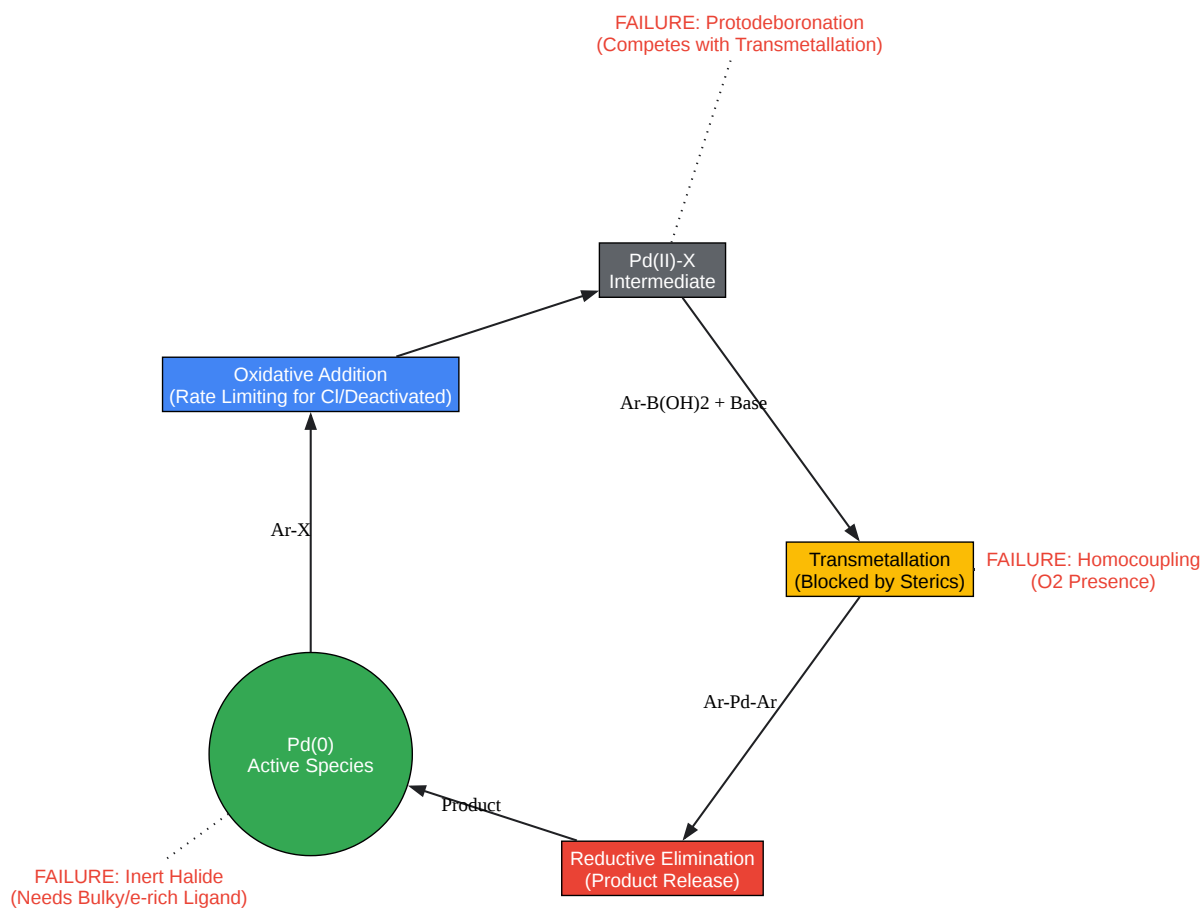 FAILURE: Protodeboronation
(Competes with Transmetallation)
Pd(II)-X
Intermediate
Oxidative Addition
(Rate Limiting for Cl/Deactivated)
Ar-B(OH)2 + Base
Ar-X
Transmetallation
(Blocked by Sterics)
FAILURE: Homocoupling
(O2 Presence)
Ar-Pd-Ar
Pd(0)
Active Species
Product
Reductive Elimination
(Product Release)
FAILURE: Inert Halide
(Needs Bulky/e-rich Ligand)